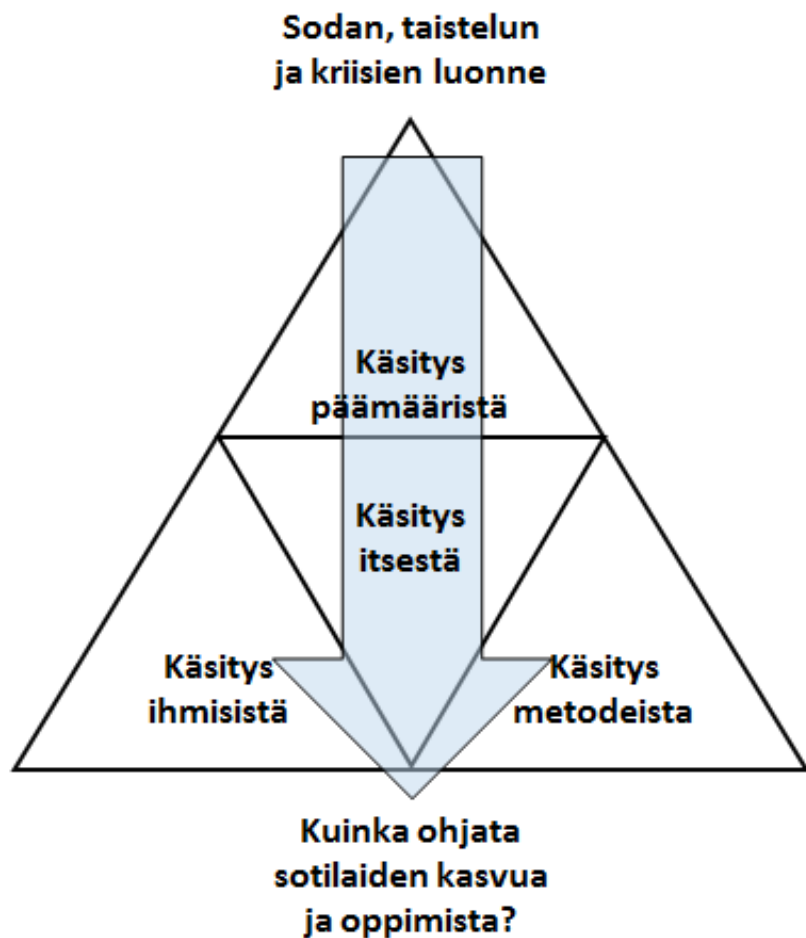 Sodan, taistelun
ja kriisien luonne
Käsitys
päämääristä
Käsitys
itsestä
Käsitys
ihmisistä
Käsitys
metodeista
Kuinka ohjata
sotilaiden kasvua
ja oppimista?